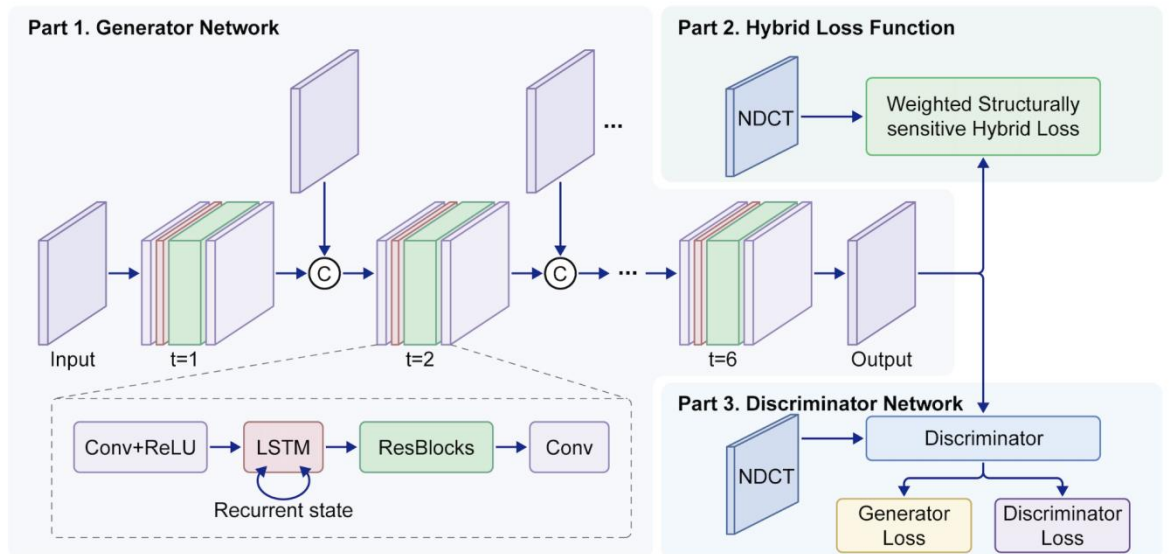 Part 1. Generator Network
...
C
C
...
Input
t=1
t=2
t=6
Output
Conv+ReLU
LSTM
ResBlocks
Conv
Recurrent state
Part 2. Hybrid Loss Function
NDCT
Weighted Structurally
sensitive Hybrid Loss
Part 3. Discriminator Network
NDCT
Discriminator
Generator
Loss
Discriminator
Loss